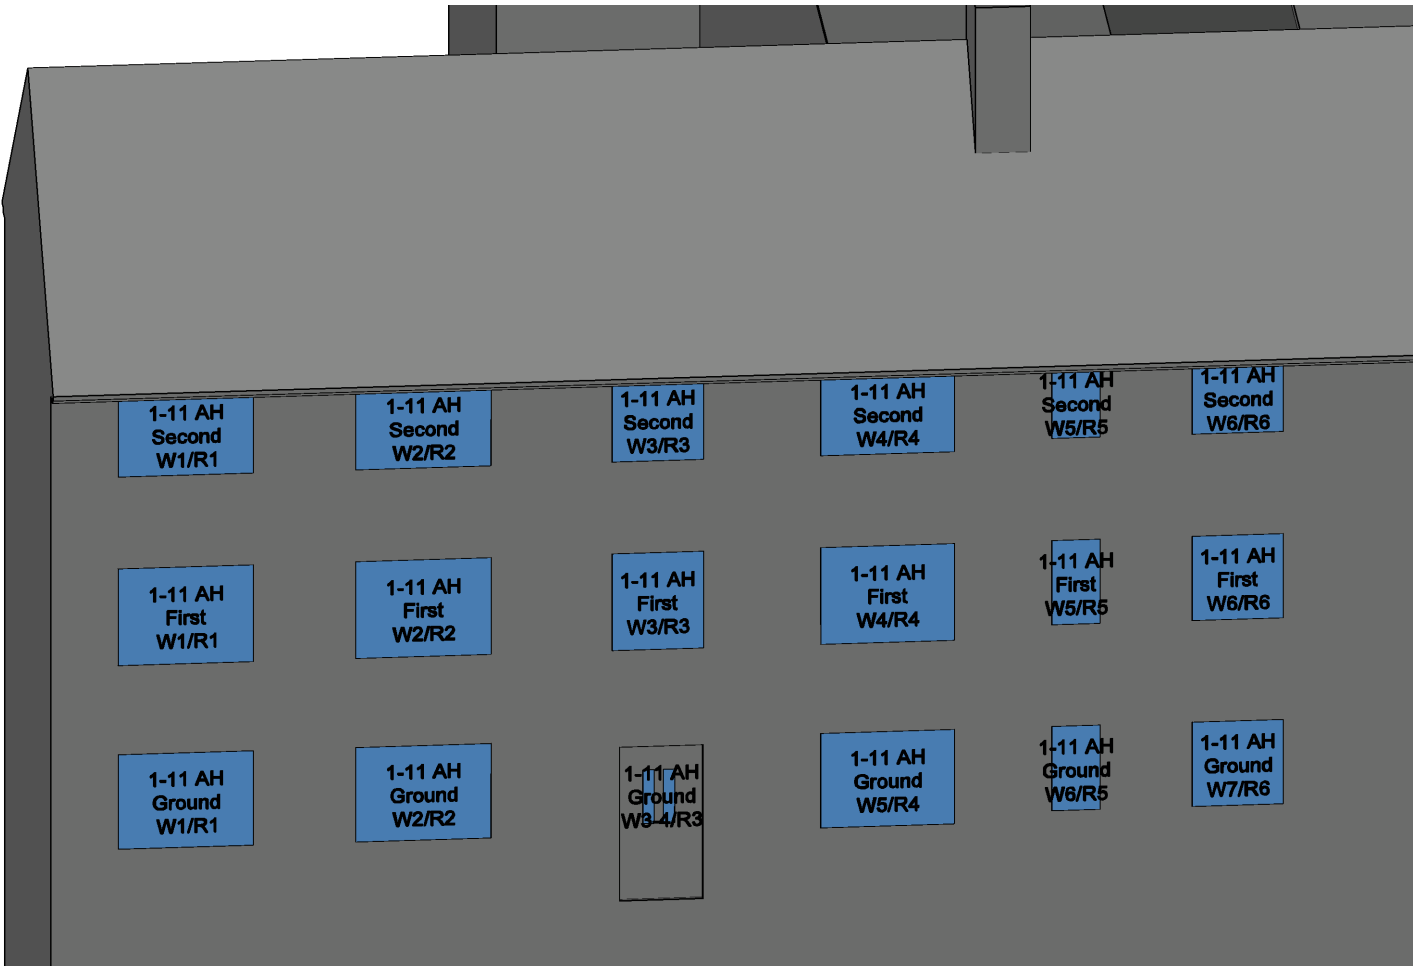 1-11 AH
Second
W1/R1
1-11 AH
Second
W2/R2
1-11 AH
Second
W3/R3
1-11 AH
Second
W4/R4
1-11 AH
Second
W5/R5
1-11 AH
Second
W6/R6
1-11 AH
First
W1/R1
1-11 AH
First
W2/R2
1-11 AH
First
W3/R3
1-11 AH
First
W4/R4
1-11 AH
First
W5/R5
1-11 AH
First
W6/R6
1-11 AH
Ground
W1/R1
1-11 AH
Ground
W2/R2
1-11 AH
Ground
W3-4/R3
1-11 AH
Ground
W5/R4
1-11 AH
Ground
W6/R5
1-11 AH
Ground
W7/R6